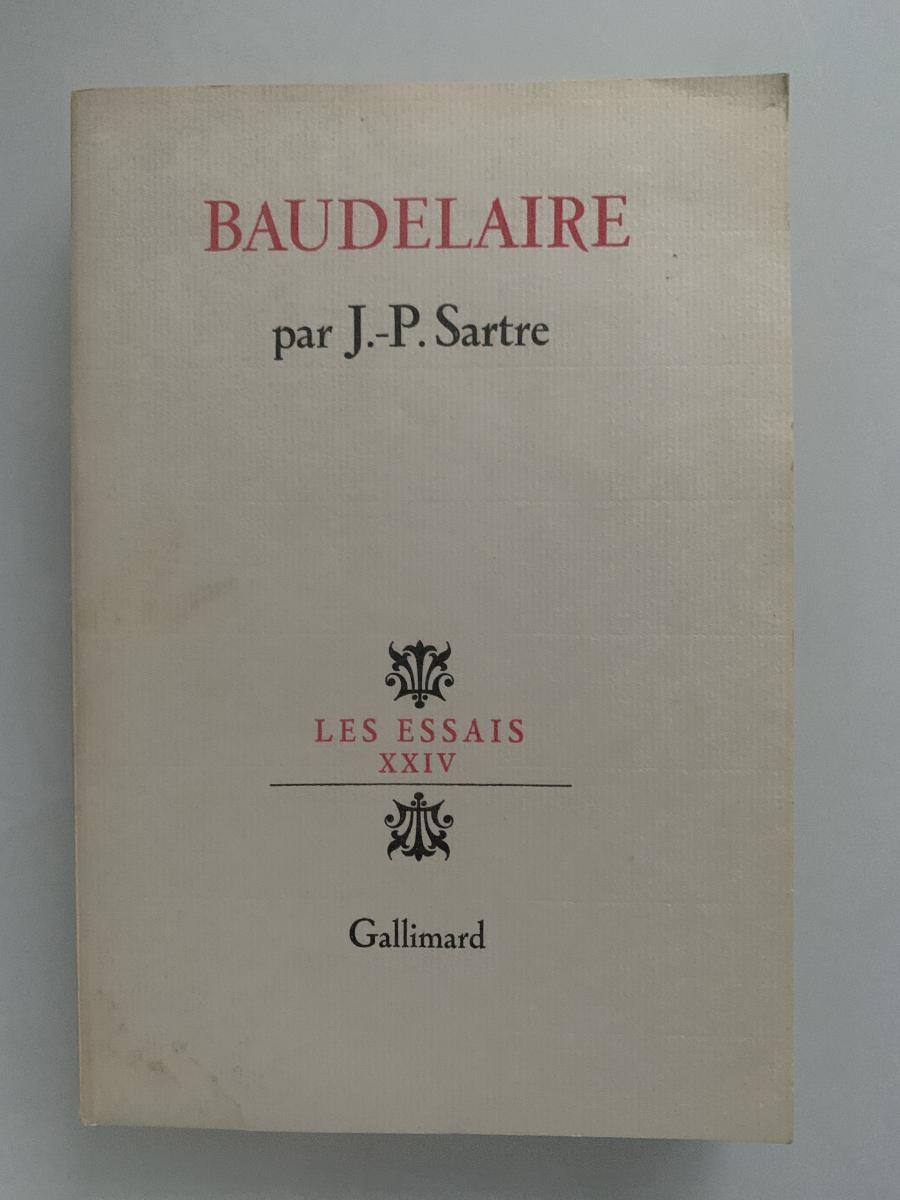 BAUDELAIRE
par J.-P. Sartre
LES ESSAIS
XXIV
Gallimard